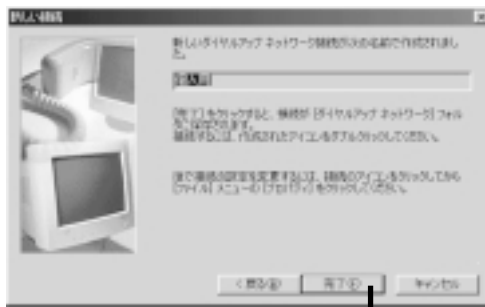 新しい接続
新しいダイヤルアップ ネットワーク接続が次の名前で作成されまし
た。
[完了] をクリックすると、接続が [ダイヤルアップ ネットワーク] フォル
ダに保存されます。
接続するには、作成されたアイコンをダブルクリックしてください。
後で接続の設定を変更するには、接続のアイコンをクリックしてから
[ファイル] メニューの [プロパティ] をクリックしてください。
< 戻る(B)
完了(F)
キャンセル